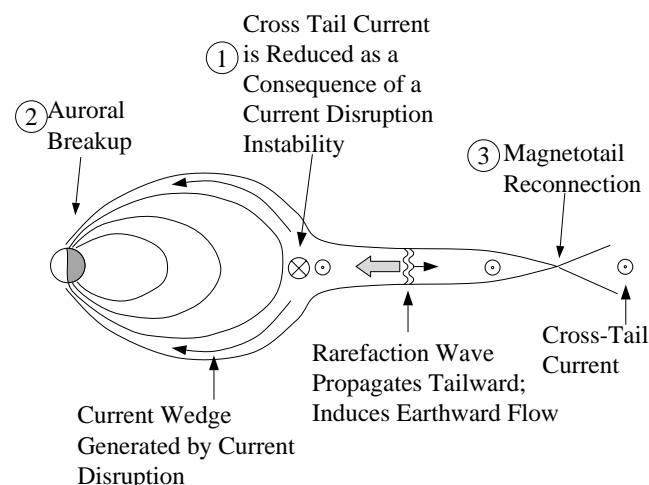 Cross Tail Current
1 is Reduced as a
Consequence of a
Current Disruption
Instability
2 Auroral
Breakup
3 Magnetotail
Reconnection
Cross-Tail
Current
Rarefaction Wave
Propagates Tailward;
Induces Earthward Flow
Current Wedge
Generated by Current
Disruption